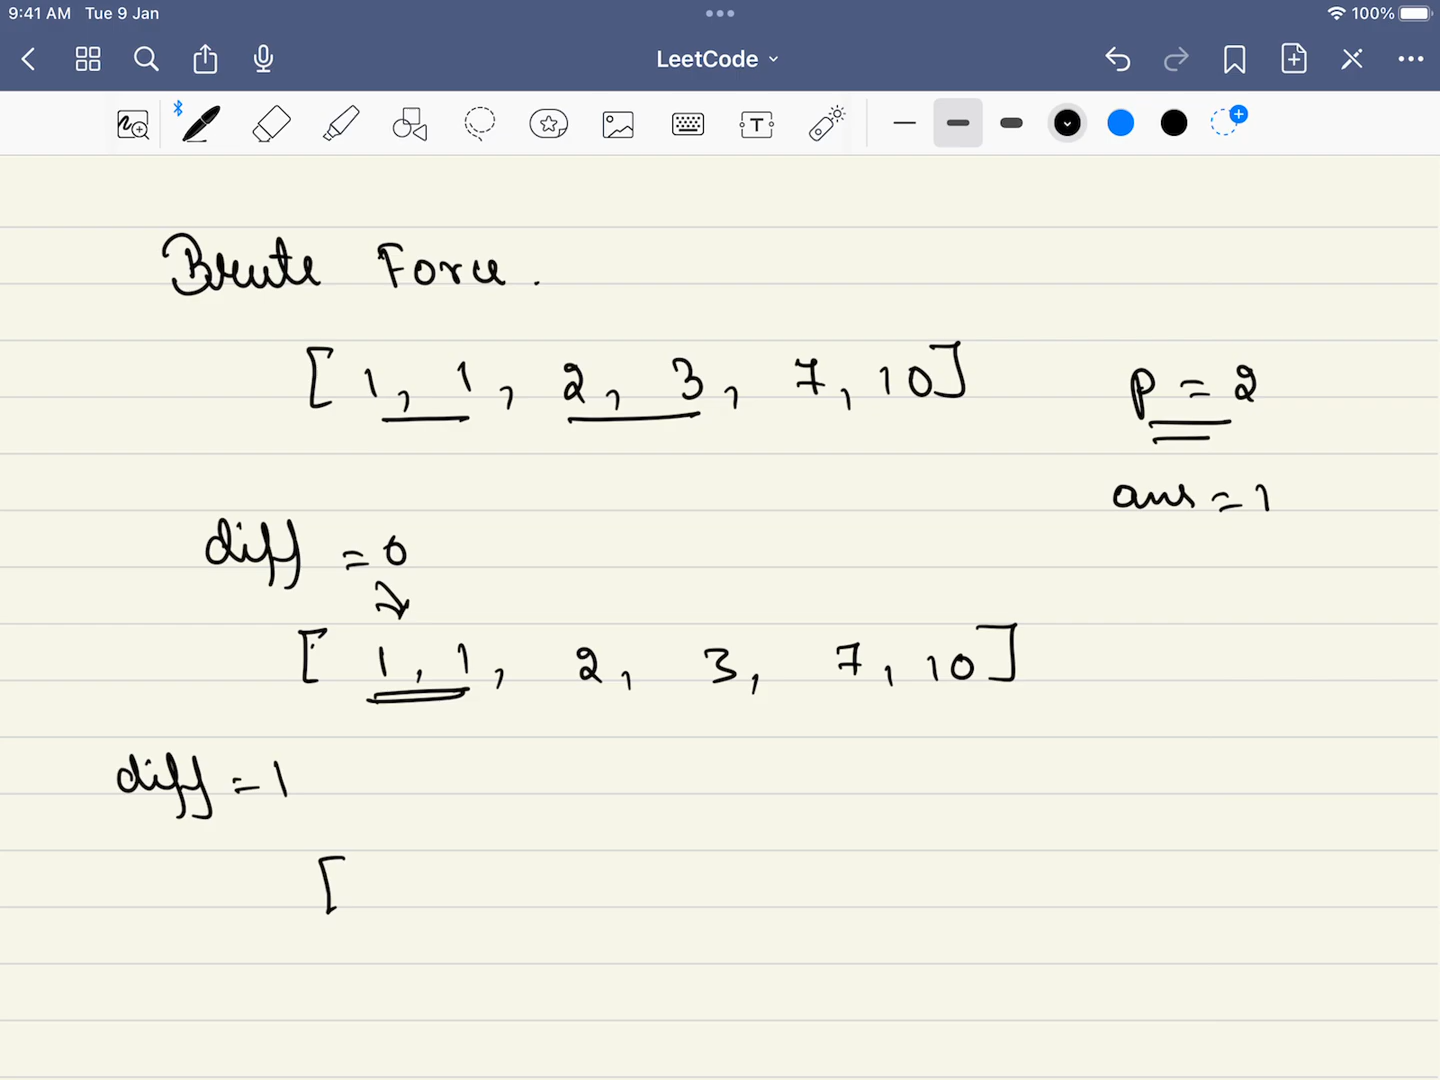 9:41 AM Tue 9 Jan
100%
LeetCode
T
Brute Force.
[1, 1, 2, 3, 7, 10]
p = 2
ans = 1
diff = 0
[1, 1, 2, 3, 7, 10]
diff = 1
[